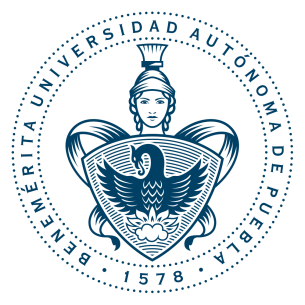 BENEMÉRITA UNIVERSIDAD AUTÓNOMA DE PUEBLA
· 1578 ·